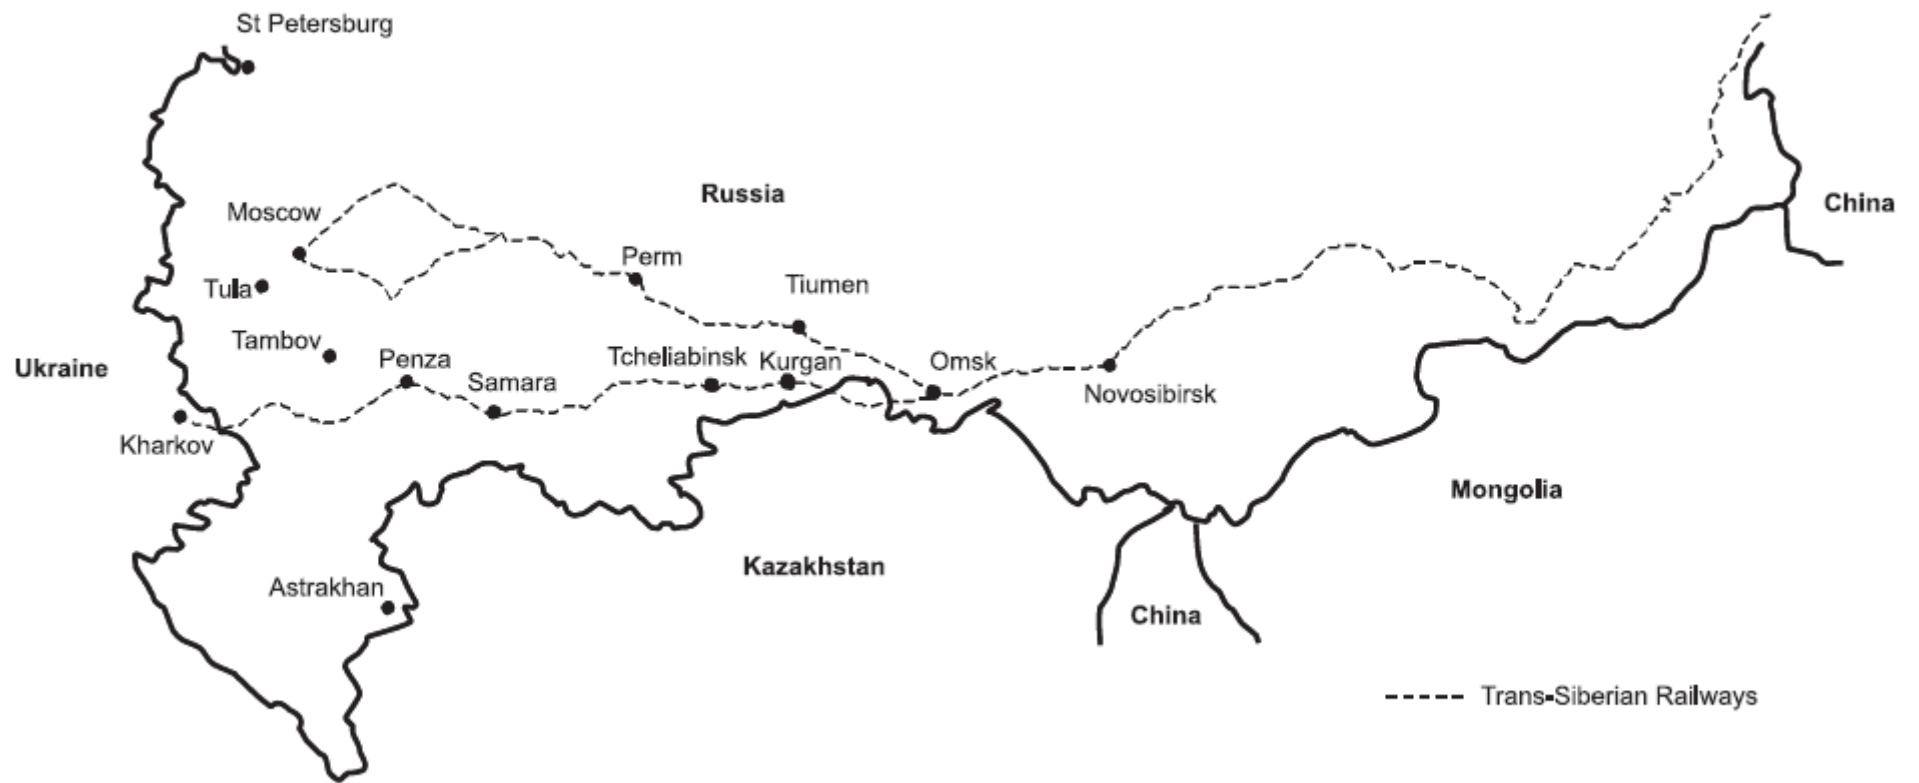 St Petersburg
Russia
China
Moscow
Perm
Tula
Tiumen
Tambov
Penza
Tcheliabinsk
Kurgan
Omsk
Ukraine
Samara
Novosibirsk
Kharkov
Mongolia
Kazakhstan
Astrakhan
China
Trans-Siberian Railways